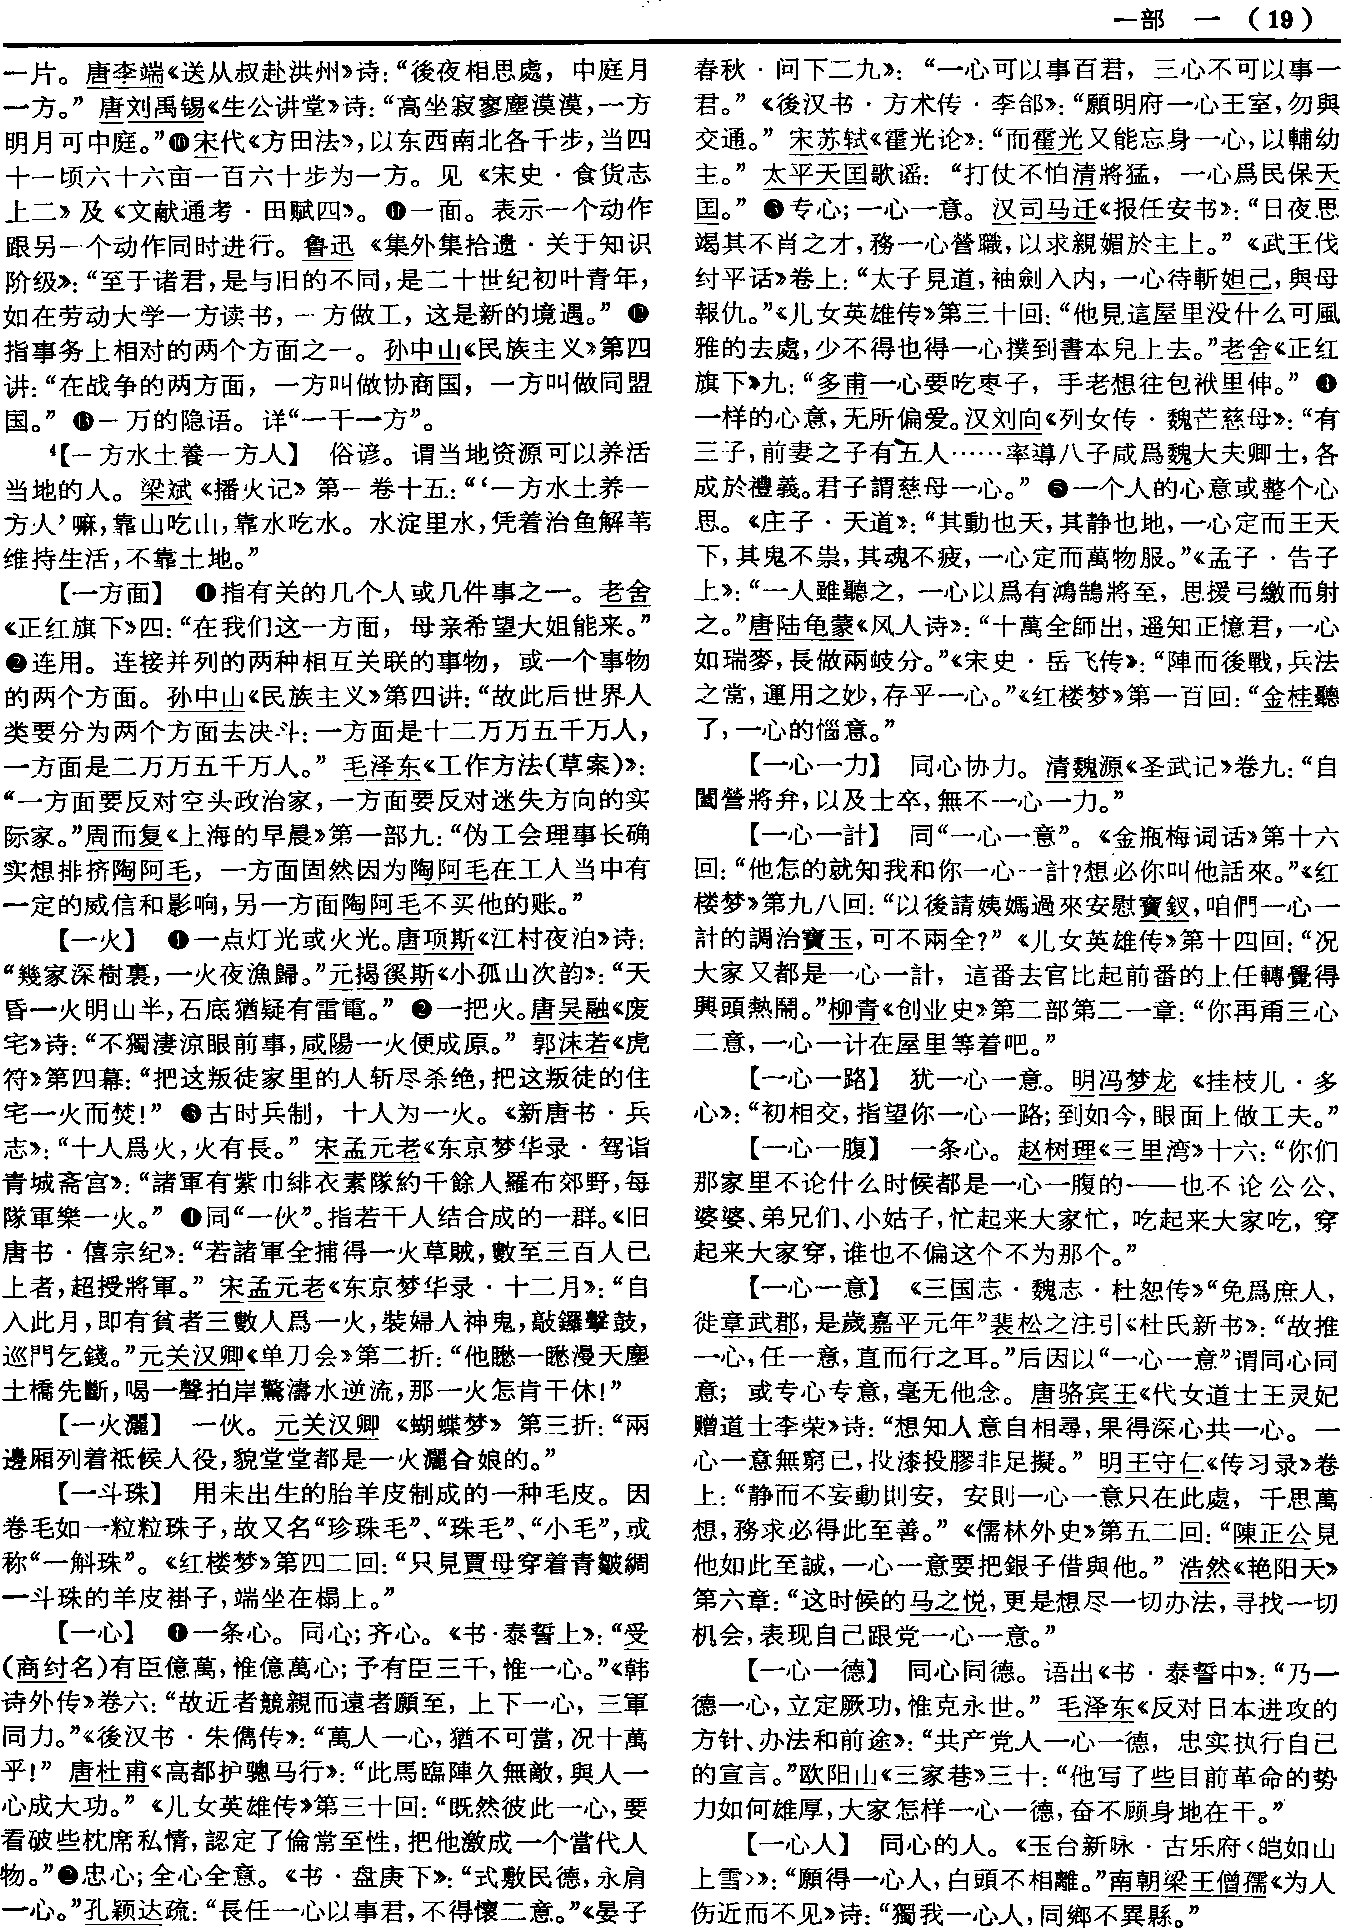 一部 一 （19）
一片。唐李端《送从叔赴洪州》诗：“後夜相思處，中庭月
一方。”唐刘禹锡《生公讲堂》诗：“高坐寂寥塵漠漠，一方
明月可中庭。”❿宋代《方田法》，以东西南北各千步，当四
十一顷六十六亩一百六十步为一方。见《宋史·食货志
上二》及《文献通考·田赋四》。⓫一面。表示一个动作
跟另一个动作同时进行。鲁迅《集外集拾遗·关于知识
阶级》：“至于诸君，是与旧的不同，是二十世纪初叶青年，
如在劳动大学一方读书，一方做工，这是新的境遇。”⓬
指事务上相对的两个方面之一。孙中山《民族主义》第四
讲：“在战争的两方面，一方叫做协商国，一方叫做同盟
国。”⓭一万的隐语。详“一干一方”。
4【一方水土養一方人】 俗谚。谓当地资源可以养活
当地的人。梁斌《播火记》第一卷十五：“‘一方水土养一
方人’嘛，靠山吃山，靠水吃水。水淀里水，凭着治鱼解苇
维持生活，不靠土地。”
【一方面】 ❶指有关的几个人或几件事之一。老舍
《正红旗下》四：“在我们这一方面，母亲希望大姐能来。”
❷连用。连接并列的两种相互关联的事物，或一个事物
的两个方面。孙中山《民族主义》第四讲：“故此后世界人
类要分为两个方面去决斗：一方面是十二万万五千万人，
一方面是二万万五千万人。”毛泽东《工作方法（草案）》：
“一方面要反对空头政治家，一方面要反对迷失方向的实
际家。”周而复《上海的早晨》第一部九：“伪工会理事长确
实想排挤陶阿毛，一方面固然因为陶阿毛在工人当中有
一定的威信和影响，另一方面陶阿毛不买他的账。”
【一火】 ❶一点灯光或火光。唐项斯《江村夜泊》诗：
“幾家深樹裏，一火夜漁歸。”元揭傒斯《小孤山次韵》：“天
昏一火明山半，石底猶疑有雷電。”❷一把火。唐吴融《废
宅》诗：“不獨淒涼眼前事，咸陽一火便成原。”郭沫若《虎
符》第四幕：“把这叛徒家里的人斩尽杀绝，把这叛徒的住
宅一火而焚！”❸古时兵制，十人为一火。《新唐书·兵
志》：“十人爲火，火有長。”宋孟元老《东京梦华录·驾诣
青城斋宫》：“諸軍有紫巾緋衣素隊約千餘人羅布郊野，每
隊軍樂一火。”❹同“一伙”。指若干人结合成的一群。《旧
唐书·僖宗纪》：“若諸軍全捕得一火草賊，數至三百人已
上者，超授將軍。”宋孟元老《东京梦华录·十二月》：“自
入此月，即有貧者三數人爲一火，裝婦人神鬼，敲鑼擊鼓，
巡門乞錢。”元关汉卿《单刀会》第二折：“他瞅一瞅漫天塵
土橋先斷，喝一聲拍岸驚濤水逆流，那一火怎肯干休！”
【一火灑】 一伙。元关汉卿《蝴蝶梦》第三折：“兩
邊厢列着祗候人役，貌堂堂都是一火灑合娘的。”
【一斗珠】 用未出生的胎羊皮制成的一种毛皮。因
卷毛如一粒粒珠子，故又名“珍珠毛”、“珠毛”、“小毛”，或
称“一斛珠”。《红楼梦》第四二回：“只見賈母穿着青皺綢
一斗珠的羊皮褂子，端坐在榻上。”
【一心】 ❶一条心。同心；齐心。《书·泰誓上》：“受
（商纣名）有臣億萬，惟億萬心；予有臣三千，惟一心。”《韩
诗外传》卷六：“故近者競親而遠者願至，上下一心，三軍
同力。”《後汉书·朱儁传》：“萬人一心，猶不可當，况十萬
乎！”唐杜甫《高都护骢马行》：“此馬臨陣久無敵，與人一
心成大功。”《儿女英雄传》第三十回：“既然彼此一心，要
看破些枕席私情，認定了倫常至性，把他激成一个當代人
物。”❷忠心；全心全意。《书·盘庚下》：“式敷民德，永肩
一心。”孔颖达疏：“長任一心以事君，不得懷二意。”《晏子
春秋·问下二九》：“一心可以事百君，三心不可以事一
君。”《後汉书·方术传·李郃》：“願明府一心王室，勿與
交通。”宋苏轼《霍光论》：“而霍光又能忘身一心，以輔幼
主。”太平天囯歌谣：“打仗不怕清將猛，一心爲民保天
囯。”❸专心；一心一意。汉司马迁《报任安书》：“日夜思
竭其不肖之才，務一心營職，以求親媚於主上。”《武王伐
纣平话》卷上：“太子見道，袖劍入内，一心待斬妲己，與母
報仇。”《儿女英雄传》第三十回：“他見這屋里没什么可風
雅的去處，少不得也得一心撲到書本兒上去。”老舍《正红
旗下》九：“多甫一心要吃枣子，手老想往包袱里伸。”❹
一样的心意，无所偏爱。汉刘向《列女传·魏芒慈母》：“有
三子，前妻之子有五人……率導八子咸爲魏大夫卿士，各
成於禮義。君子謂慈母一心。”❺一个人的心意或整个心
思。《庄子·天道》：“其動也天，其静也地，一心定而王天
下，其鬼不祟，其魂不疲，一心定而萬物服。”《孟子·告子
上》：“一人雖聽之，一心以爲有鴻鵠將至，思援弓繳而射
之。”唐陆龟蒙《风人诗》：“十萬全師出，遥知正憶君，一心
如瑞麥，長做兩岐分。”《宋史·岳飞传》：“陣而後戰，兵法
之常，運用之妙，存乎一心。”《红楼梦》第一百回：“金桂聽
了，一心的惱意。”
【一心一力】 同心协力。清魏源《圣武记》卷九：“自
闔營將弁，以及士卒，無不一心一力。”
【一心一計】 同“一心一意”。《金瓶梅词话》第十六
回：“他怎的就知我和你一心一計？想必你叫他話來。”《红
楼梦》第九八回：“以後請姨媽過來安慰寶釵，咱們一心一
計的調治寶玉，可不兩全？”《儿女英雄传》第十四回：“况
大家又都是一心一計，這番去官比起前番的上任轉覺得
興頭熱鬧。”柳青《创业史》第二部第二一章：“你再甭三心
二意，一心一计在屋里等着吧。”
【一心一路】 犹一心一意。明冯梦龙《挂枝儿·多
心》：“初相交，指望你一心一路；到如今，眼面上做工夫。”
【一心一腹】 一条心。赵树理《三里湾》十六：“你们
那家里不论什么时候都是一心一腹的——也不论公公、
婆婆、弟兄们、小姑子，忙起来大家忙，吃起来大家吃，穿
起来大家穿，谁也不偏这个不为那个。”
【一心一意】 《三国志·魏志·杜恕传》“免爲庶人，
徙章武郡，是歲嘉平元年”裴松之注引《杜氏新书》：“故推
一心，任一意，直而行之耳。”后因以“一心一意”谓同心同
意；或专心专意，毫无他念。唐骆宾王《代女道士王灵妃
赠道士李荣》诗：“想知人意自相尋，果得深心共一心。一
心一意無窮已，投漆投膠非足擬。”明王守仁《传习录》卷
上：“静而不妄動則安，安則一心一意只在此處，千思萬
想，務求必得此至善。”《儒林外史》第五二回：“陳正公見
他如此至誠，一心一意要把銀子借與他。”浩然《艳阳天》
第六章：“这时候的马之悦，更是想尽一切办法，寻找一切
机会，表现自己跟党一心一意。”
【一心一德】 同心同德。语出《书·泰誓中》：“乃一
德一心，立定厥功，惟克永世。”毛泽东《反对日本进攻的
方针、办法和前途》：“共产党人一心一德，忠实执行自己
的宣言。”欧阳山《三家巷》三十：“他写了些目前革命的势
力如何雄厚，大家怎样一心一德，奋不顾身地在干。”
【一心人】 同心的人。《玉台新咏·古乐府〈皑如山
上雪〉》：“願得一心人，白頭不相離。”南朝梁王僧孺《为人
伤近而不见》诗：“獨我一心人，同鄉不異縣。”